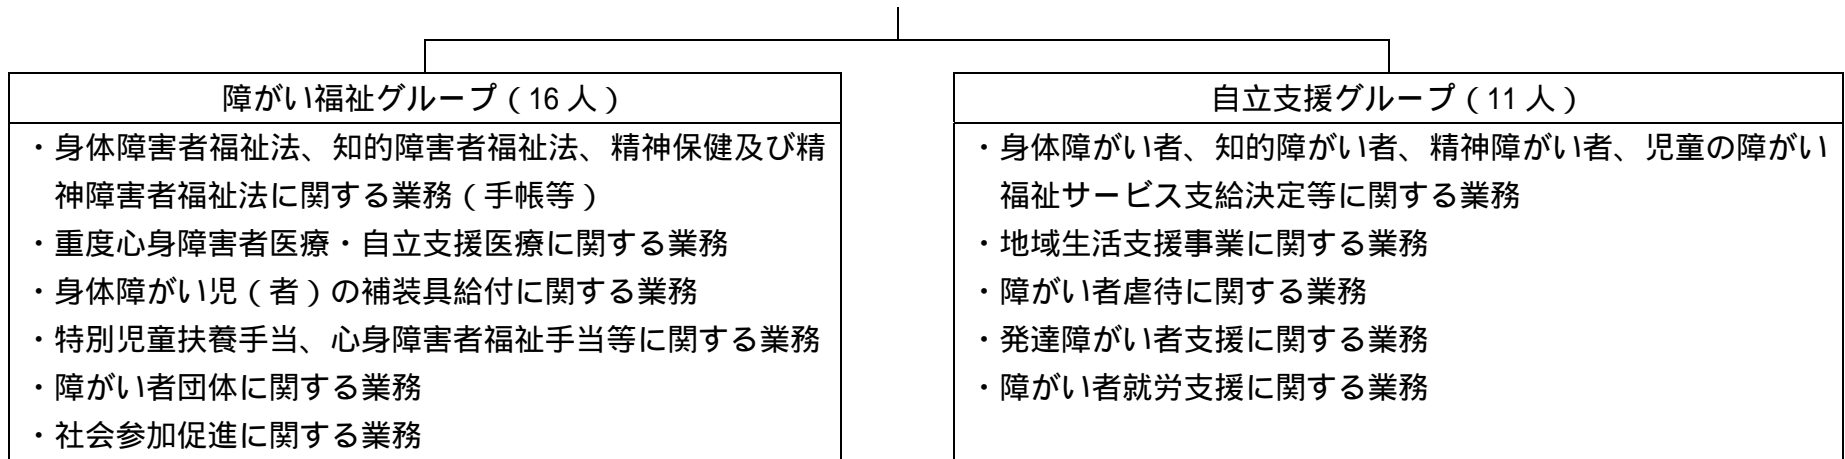 障がい福祉グループ（16 人）
・身体障害者福祉法、知的障害者福祉法、精神保健及び精
神障害者福祉法に関する業務（手帳等）
・重度心身障害者医療・自立支援医療に関する業務
・身体障がい児（者）の補装具給付に関する業務
・特別児童扶養手当、心身障害者福祉手当等に関する業務
・障がい者団体に関する業務
・社会参加促進に関する業務
自立支援グループ（11 人）
・身体障がい者、知的障がい者、精神障がい者、児童の障がい
福祉サービス支給決定等に関する業務
・地域生活支援事業に関する業務
・障がい者虐待に関する業務
・発達障がい者支援に関する業務
・障がい者就労支援に関する業務